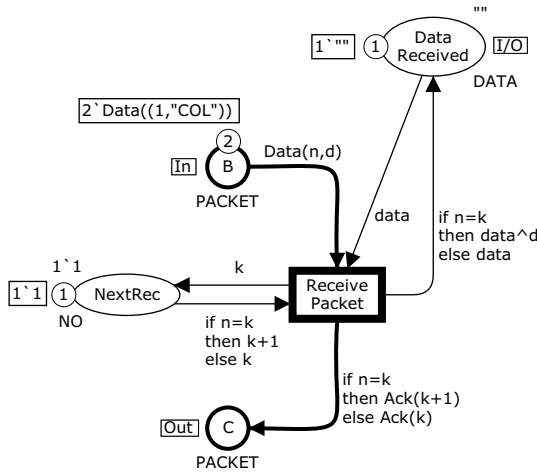 ""
1`""
1
Data
Received
I/O
DATA
2`Data((1,"COL"))
2
In
B
Data(n,d)
PACKET
data
if n=k
then data^d
else data
1`1
1`1
1
NextRec
NO
k
Receive
Packet
if n=k
then k+1
else k
if n=k
then Ack(k+1)
else Ack(k)
Out
C
PACKET